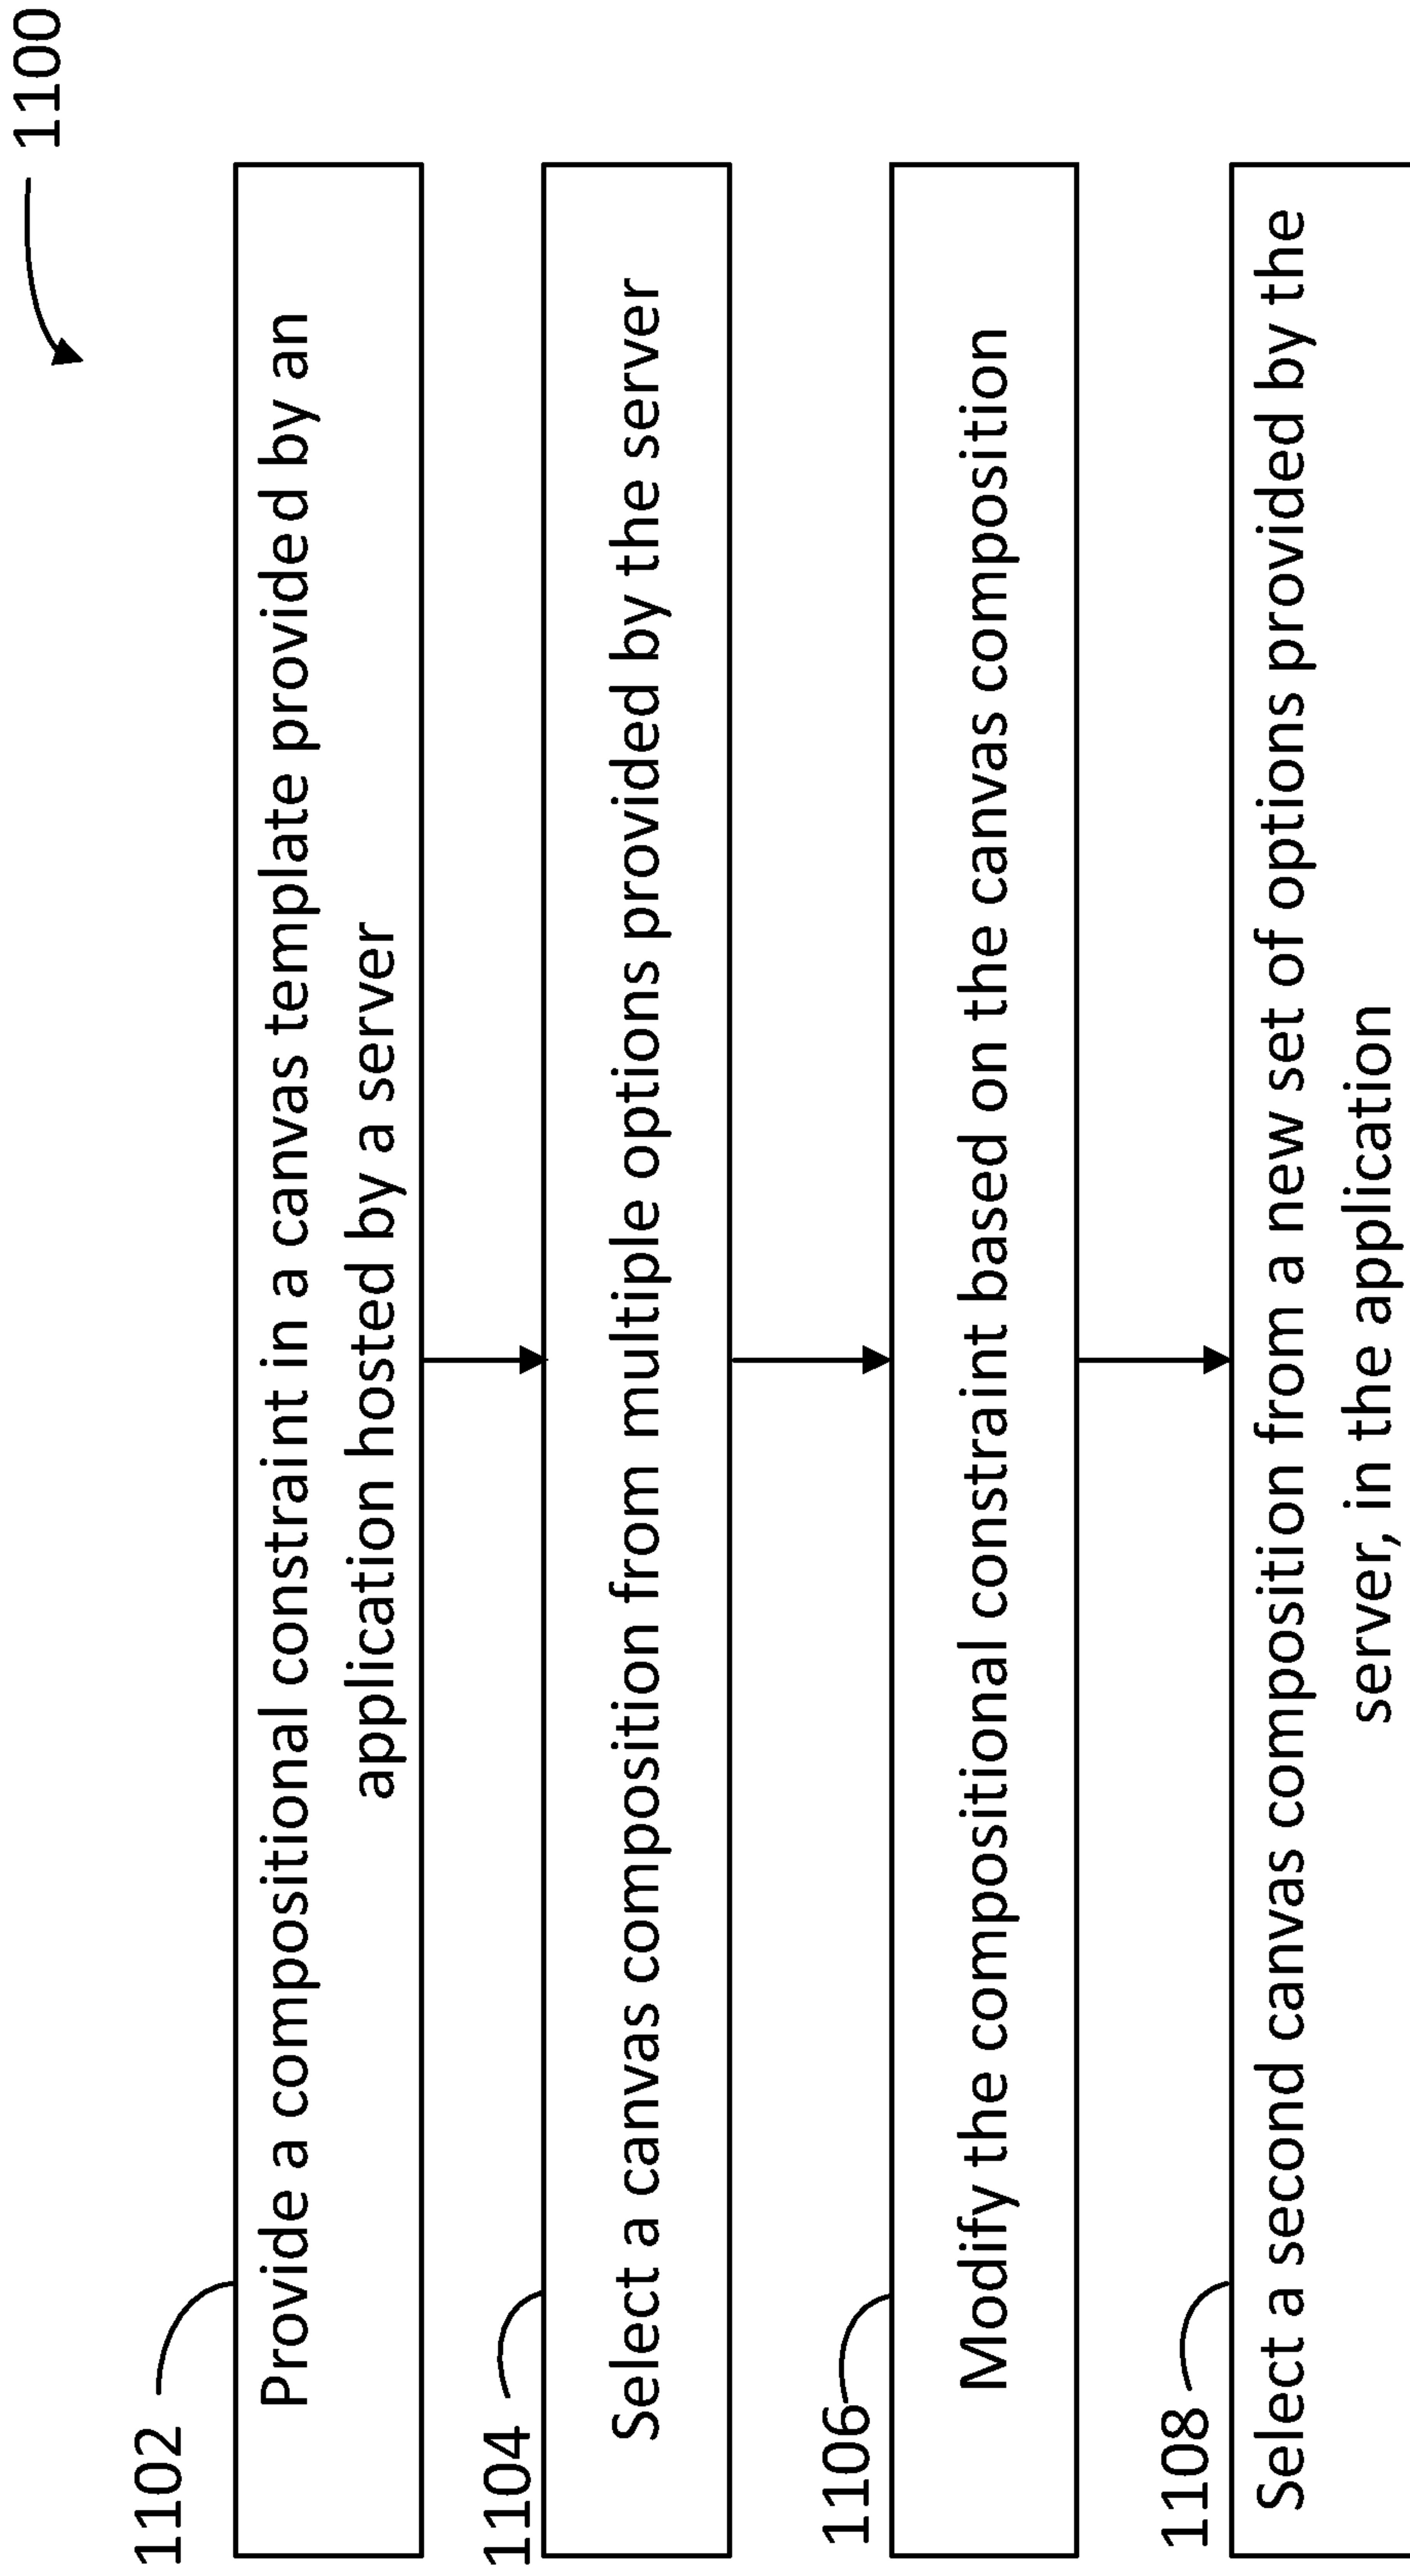 1100
1102
Provide a compositional constraint in a canvas template provided by an
application hosted by a server
1104
Select a canvas composition from multiple options provided by the server
1106
Modify the compositional constraint based on the canvas composition
1108
Select a second canvas composition from a new set of options provided by the
server, in the application